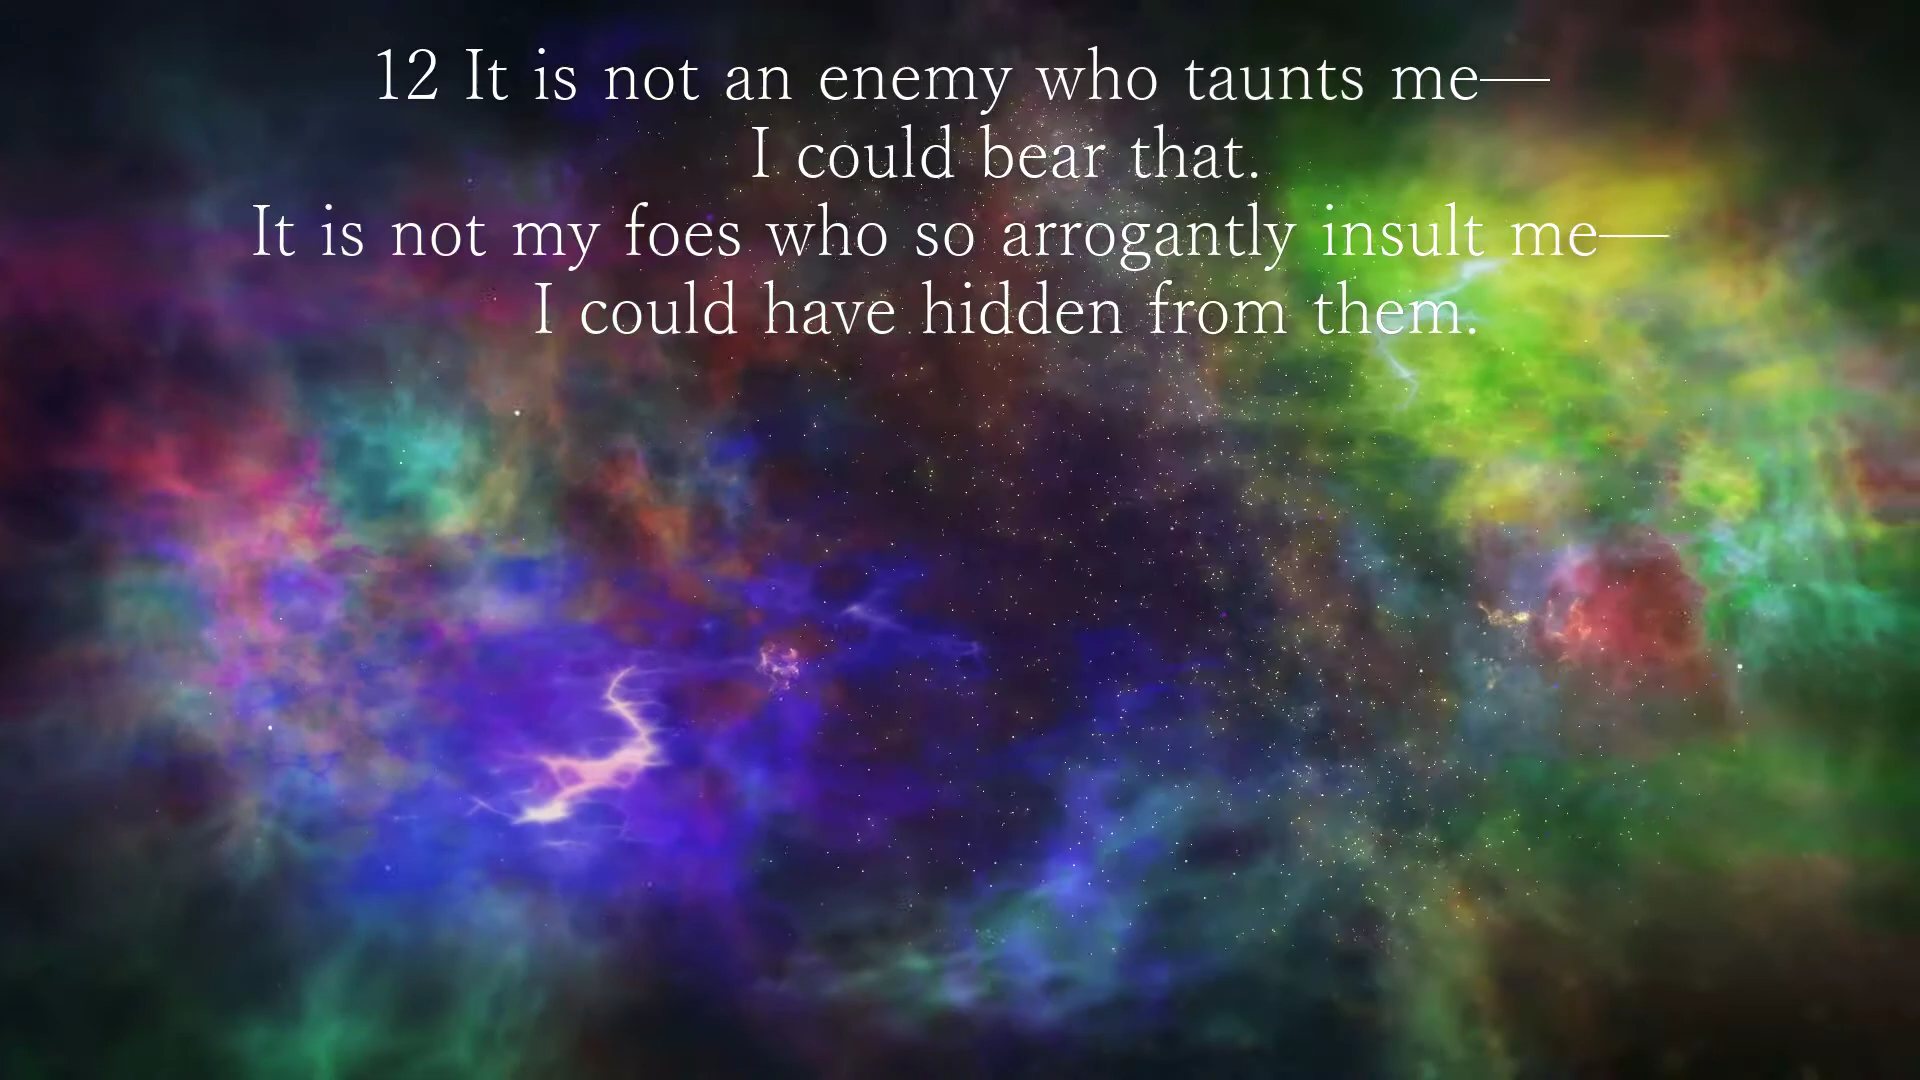 12 It is not an enemy who taunts me—
I could bear that.
It is not my foes who so arrogantly insult me—
I could have hidden from them.